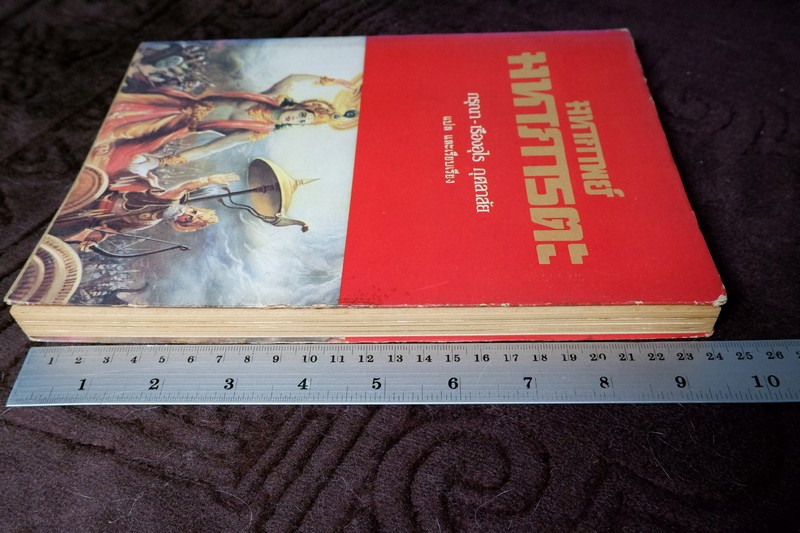 มหากาพย์
มหาภารตะ
กรุณา - เรืองอุไร กุศลาสัย
แปล และเรียบเรียง
1 2 3 4 5 6 7 8 9 10 11 12 13 14 15 16 17 18 19 20 21 22 23 24 25 26
1 2 3 4 5 6 7 8 9 10